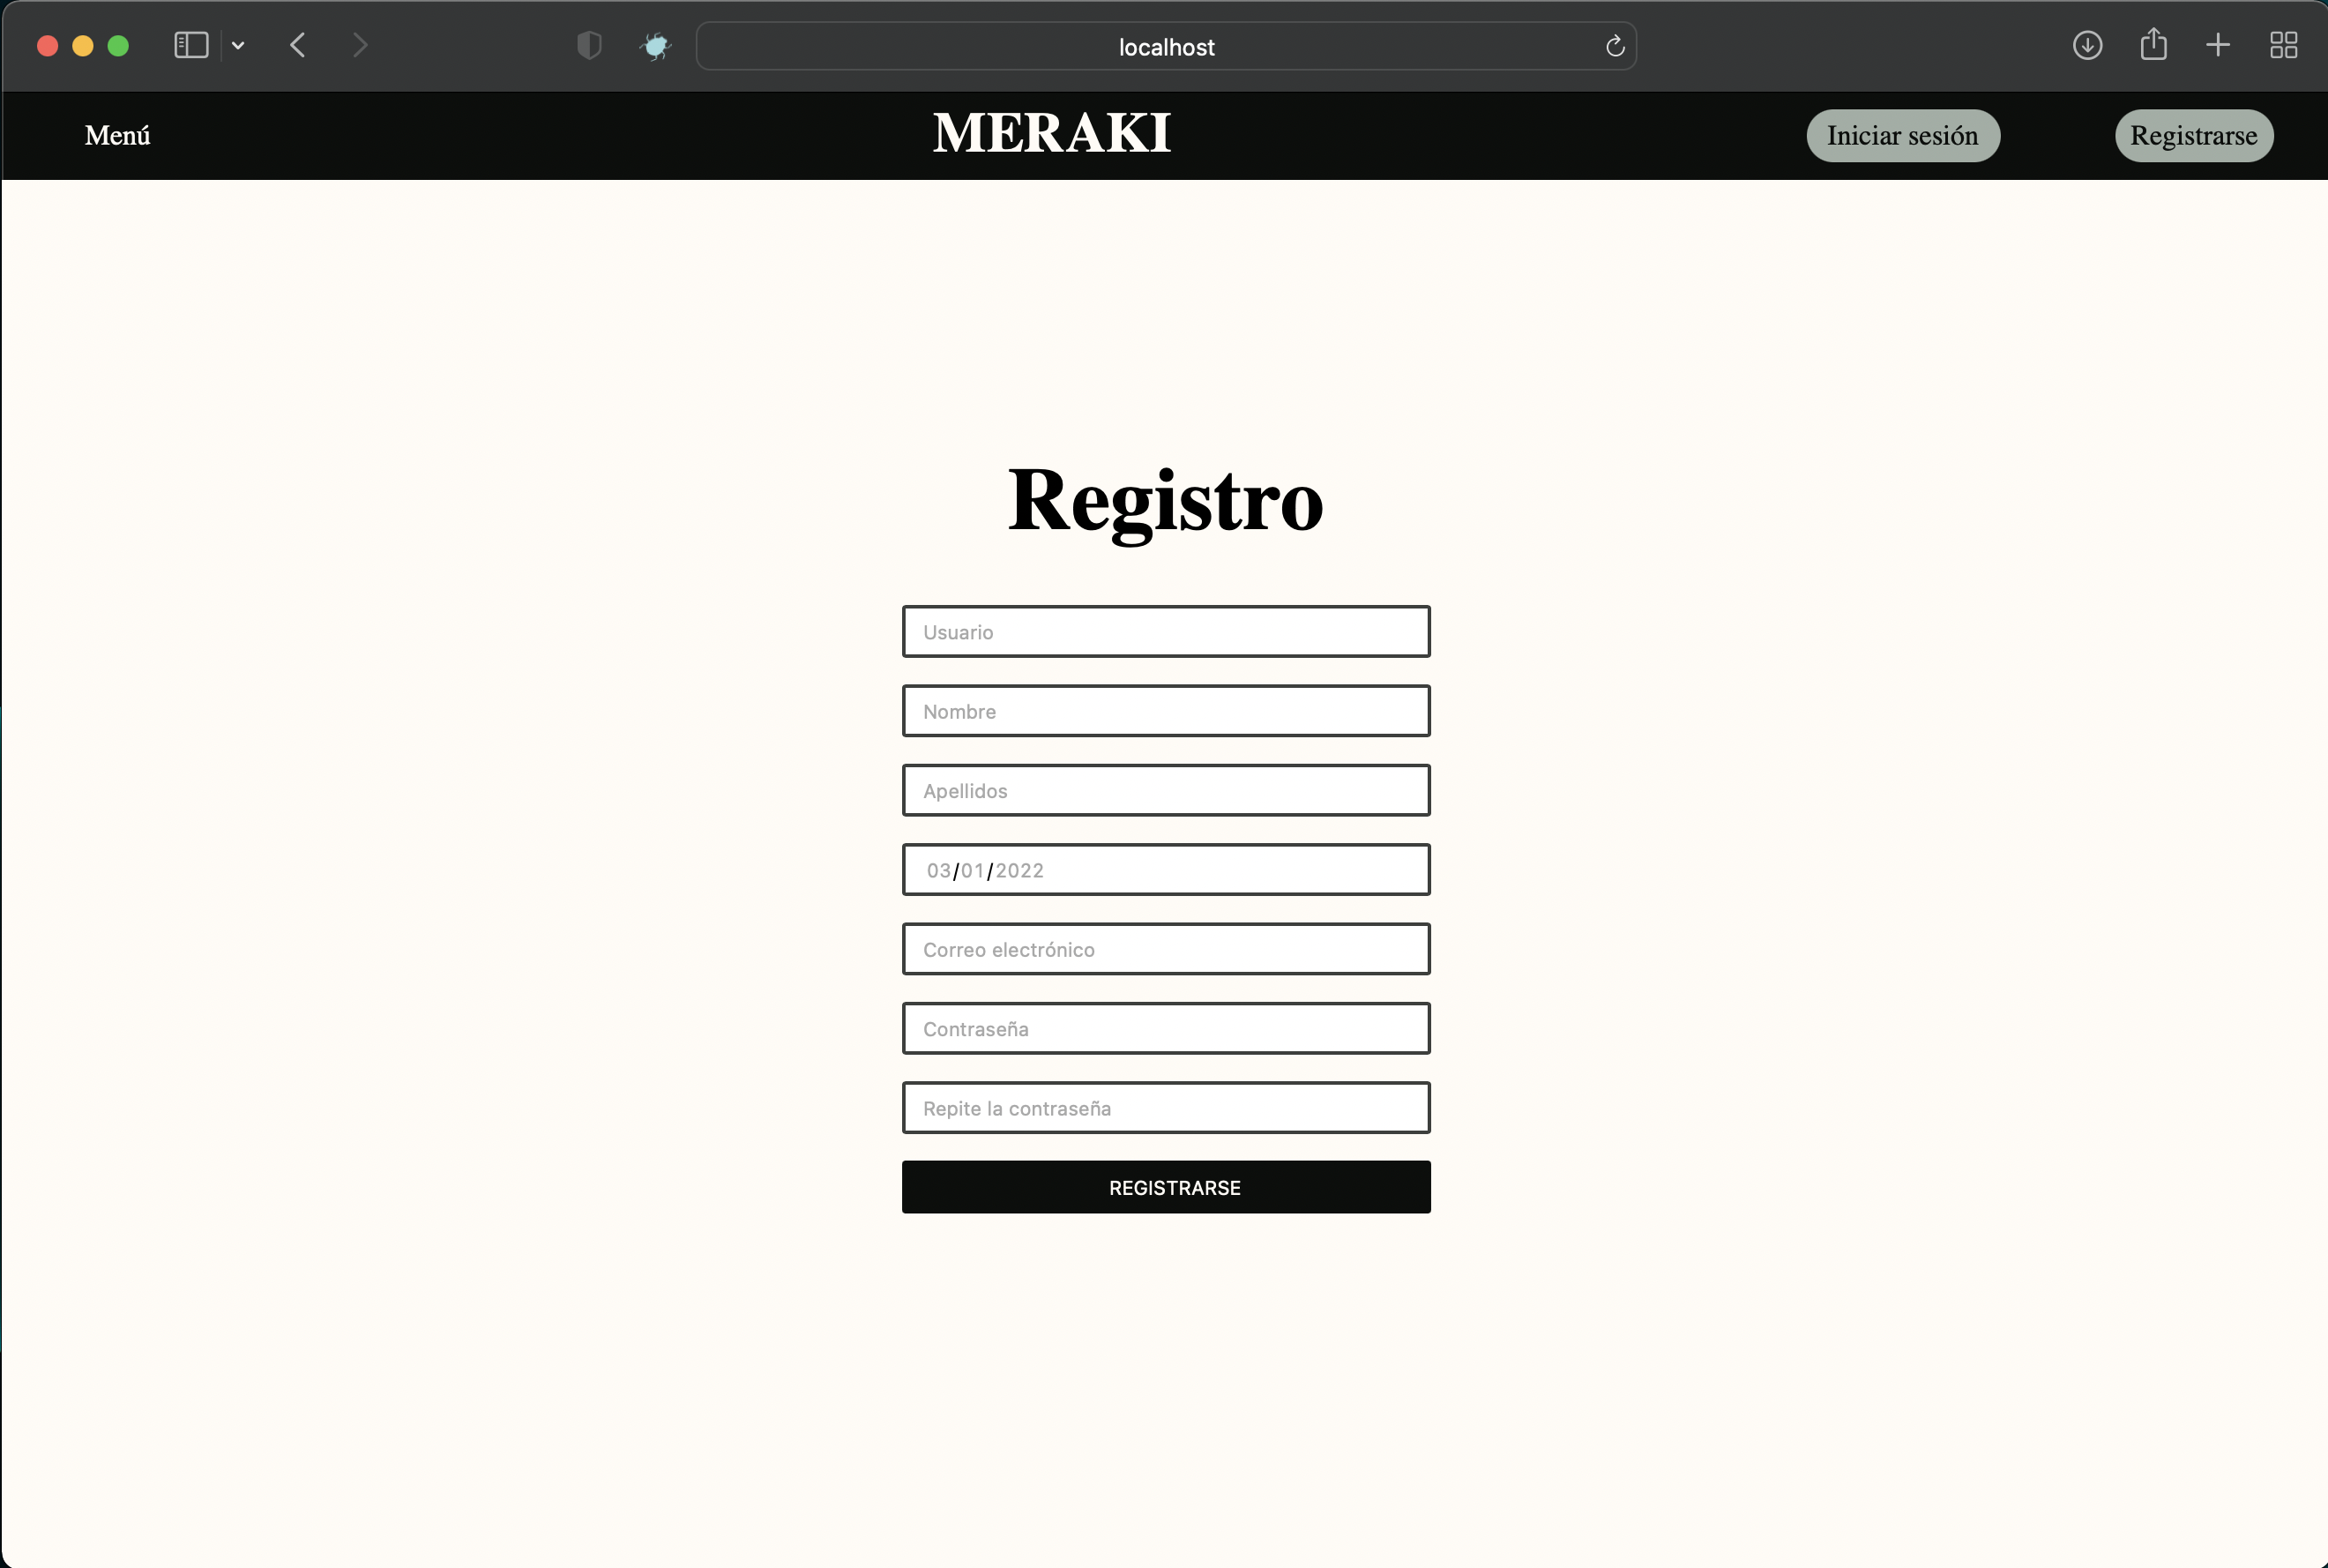 localhost
Menú
MERAKI
Iniciar sesión
Registrarse
Registro
Usuario
Nombre
Apellidos
03/01/2022
Correo electrónico
Contraseña
Repite la contraseña
REGISTRARSE